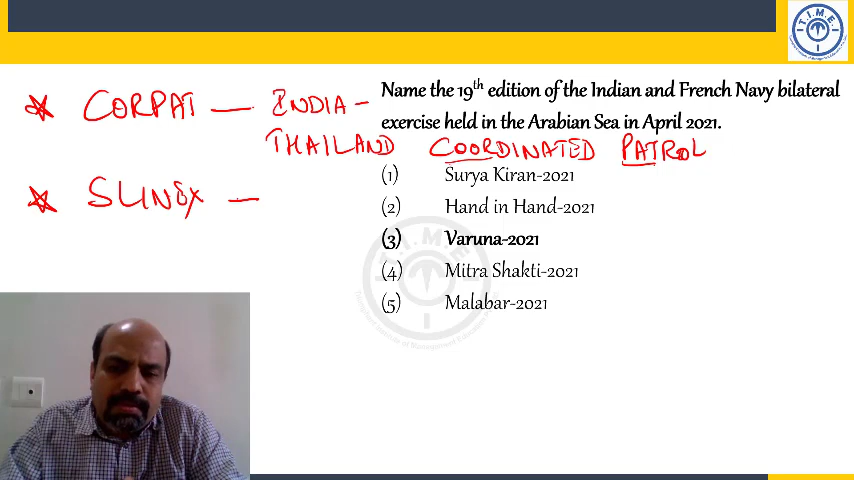 T.I.M.E.
Name the 19th edition of the Indian and French Navy bilateral
exercise held in the Arabian Sea in April 2021.
CORPAT — INDIA -
THAILAND COORDINATED PATROL
SLINEX —
(1) Surya Kiran-2021
(2) Hand in Hand-2021
(3) Varuna-2021
(4) Mitra Shakti-2021
(5) Malabar-2021
T.I.M.E.